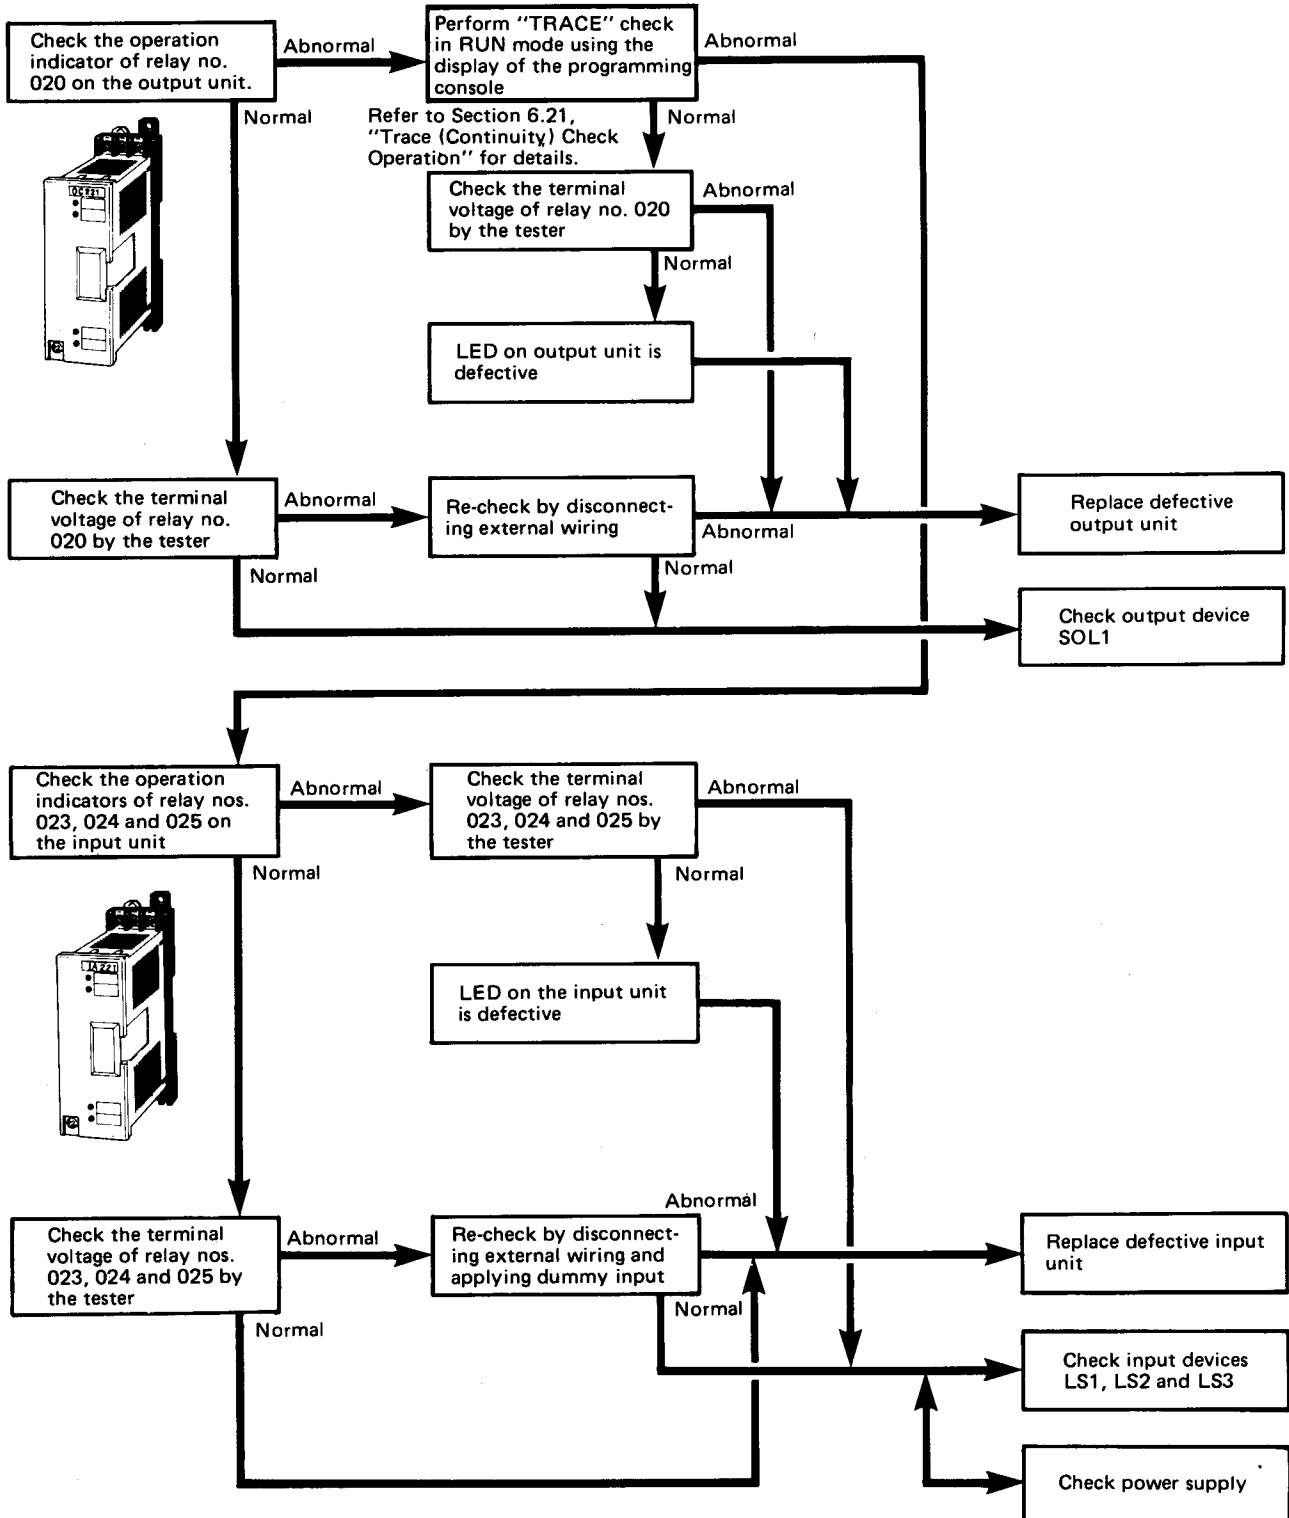 Check the operation
indicator of relay no.
020 on the output unit.
Abnormal
Perform "TRACE" check
in RUN mode using the
display of the programming
console
Abnormal
Normal
Refer to Section 6.21,
"Trace (Continuity) Check
Operation" for details.
Normal
Check the terminal
voltage of relay no. 020
by the tester
Abnormal
Normal
LED on output unit is
defective
Check the terminal
voltage of relay no.
020 by the tester
Abnormal
Re-check by disconnect-
ing external wiring
Abnormal
Replace defective
output unit
Normal
Normal
Check output device
SOL1
Check the operation
indicators of relay nos.
023, 024 and 025 on
the input unit
Abnormal
Check the terminal
voltage of relay nos.
023, 024 and 025 by
the tester
Abnormal
Normal
Normal
LED on the input unit
is defective
Check the terminal
voltage of relay nos.
023, 024 and 025 by
the tester
Abnormal
Re-check by disconnect-
ing external wiring and
applying dummy input
Abnormal
Replace defective input
unit
Normal
Normal
Check input devices
LS1, LS2 and LS3
Check power supply